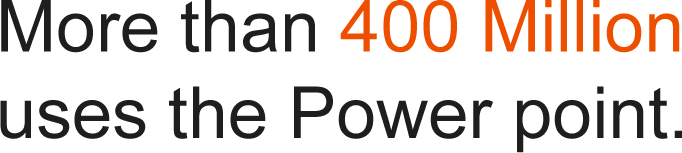 More than 400 Million
uses the Power point.